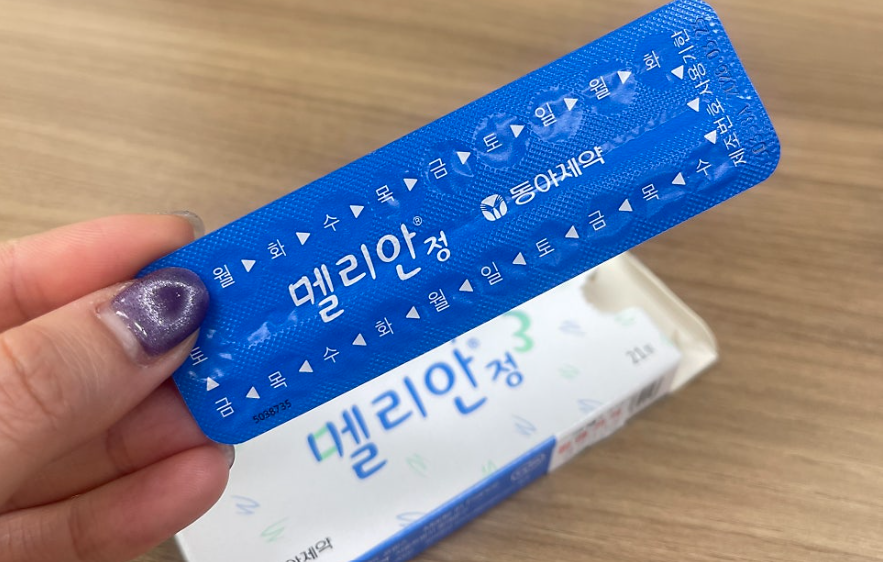 월 ▶ 화 ▶ 수 ▶ 목 ▶ 금 ▶ 토 ▶ 일 ▶ 월 ▶ 화
제조번호 사용기한
동아제약
멜리안® 정
토
금 ◀ 목 ◀ 수 ◀ 화 ◀ 월 ◀ 일 ◀ 토 ◀ 금 ◀ 목 ◀ 수
5038735
3
멜리안® 정
21정
아제약